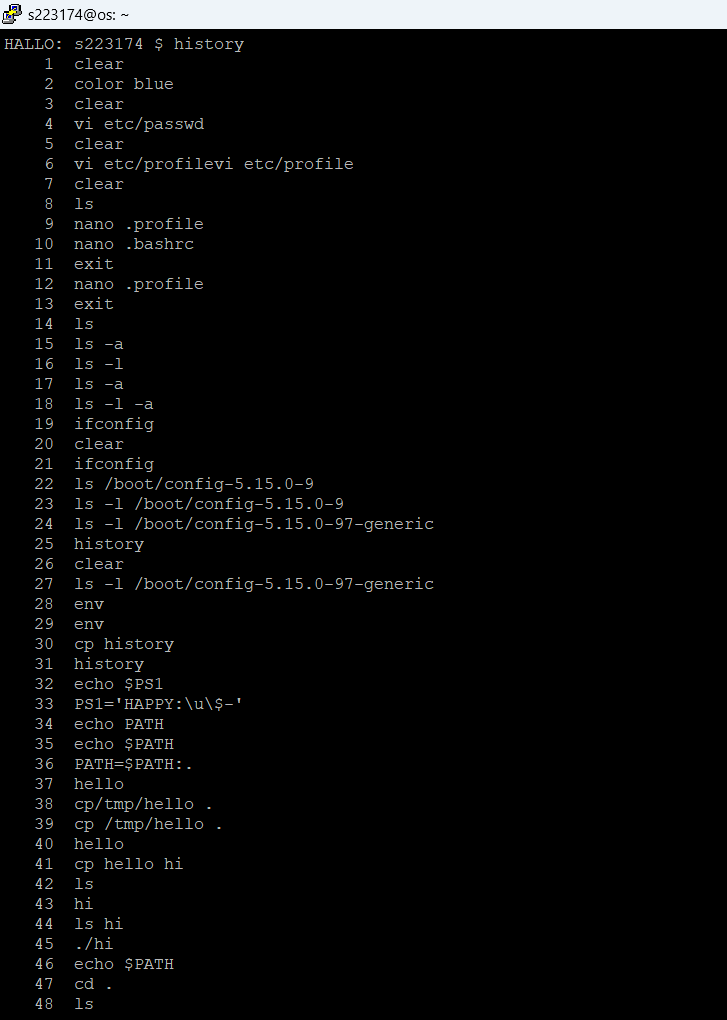 s223174@os: ~
HALLO: s223174 $ history
1 clear
2 color blue
3 clear
4 vi etc/passwd
5 clear
6 vi etc/profilevi etc/profile
7 clear
8 ls
9 nano .profile
10 nano .bashrc
11 exit
12 nano .profile
13 exit
14 ls
15 ls -a
16 ls -l
17 ls -a
18 ls -l -a
19 ifconfig
20 clear
21 ifconfig
22 ls /boot/config-5.15.0-9
23 ls -l /boot/config-5.15.0-9
24 ls -l /boot/config-5.15.0-97-generic
25 history
26 clear
27 ls -l /boot/config-5.15.0-97-generic
28 env
29 env
30 cp history
31 history
32 echo $PS1
33 PS1='HAPPY:\u\$-'
34 echo PATH
35 echo $PATH
36 PATH=$PATH:.
37 hello
38 cp/tmp/hello .
39 cp /tmp/hello .
40 hello
41 cp hello hi
42 ls
43 hi
44 ls hi
45 ./hi
46 echo $PATH
47 cd .
48 ls